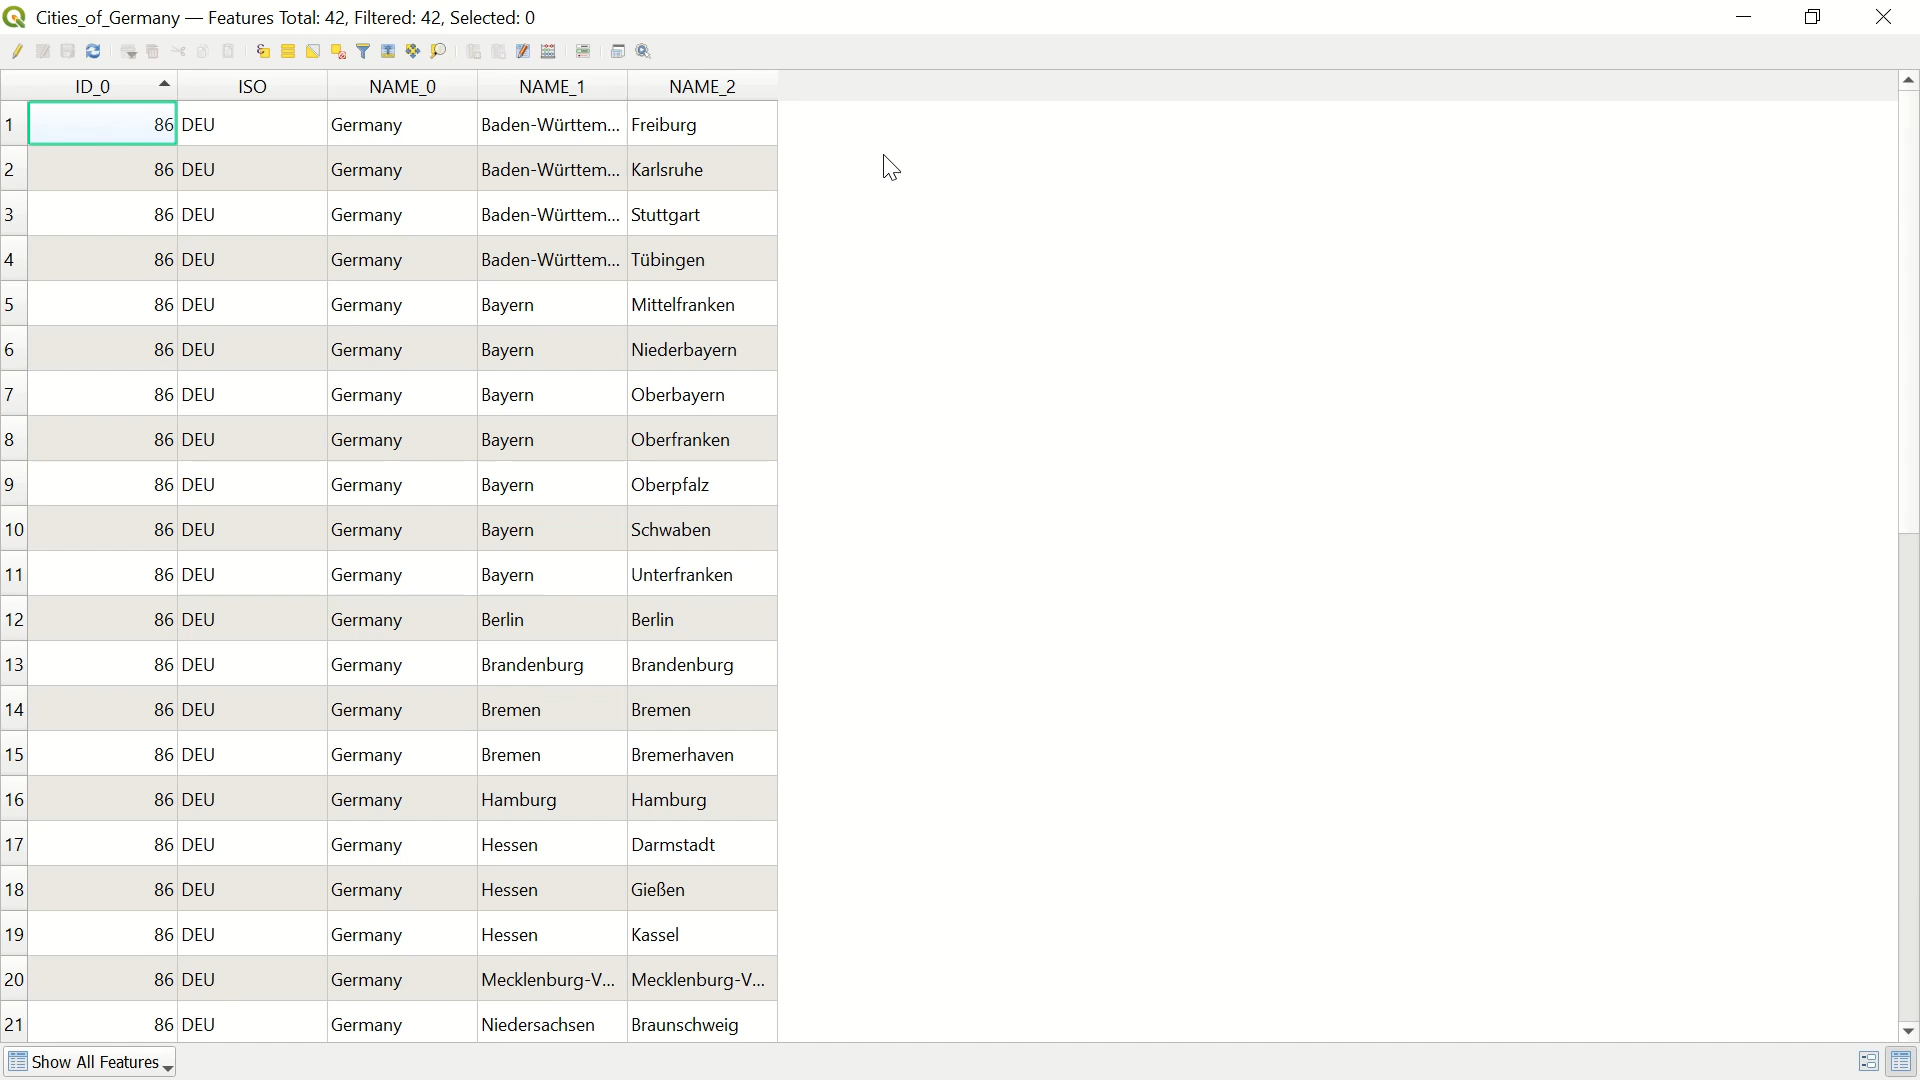 Cities_of_Germany — Features Total: 42, Filtered: 42, Selected: 0
ID_0 ISO NAME_0 NAME_1 NAME_2
1 86 DEU Germany Baden-Württem... Freiburg
2 86 DEU Germany Baden-Württem... Karlsruhe
3 86 DEU Germany Baden-Württem... Stuttgart
4 86 DEU Germany Baden-Württem... Tübingen
5 86 DEU Germany Bayern Mittelfranken
6 86 DEU Germany Bayern Niederbayern
7 86 DEU Germany Bayern Oberbayern
8 86 DEU Germany Bayern Oberfranken
9 86 DEU Germany Bayern Oberpfalz
10 86 DEU Germany Bayern Schwaben
11 86 DEU Germany Bayern Unterfranken
12 86 DEU Germany Berlin Berlin
13 86 DEU Germany Brandenburg Brandenburg
14 86 DEU Germany Bremen Bremen
15 86 DEU Germany Bremen Bremerhaven
16 86 DEU Germany Hamburg Hamburg
17 86 DEU Germany Hessen Darmstadt
18 86 DEU Germany Hessen Gießen
19 86 DEU Germany Hessen Kassel
20 86 DEU Germany Mecklenburg-V... Mecklenburg-V...
21 86 DEU Germany Niedersachsen Braunschweig
Show All Features